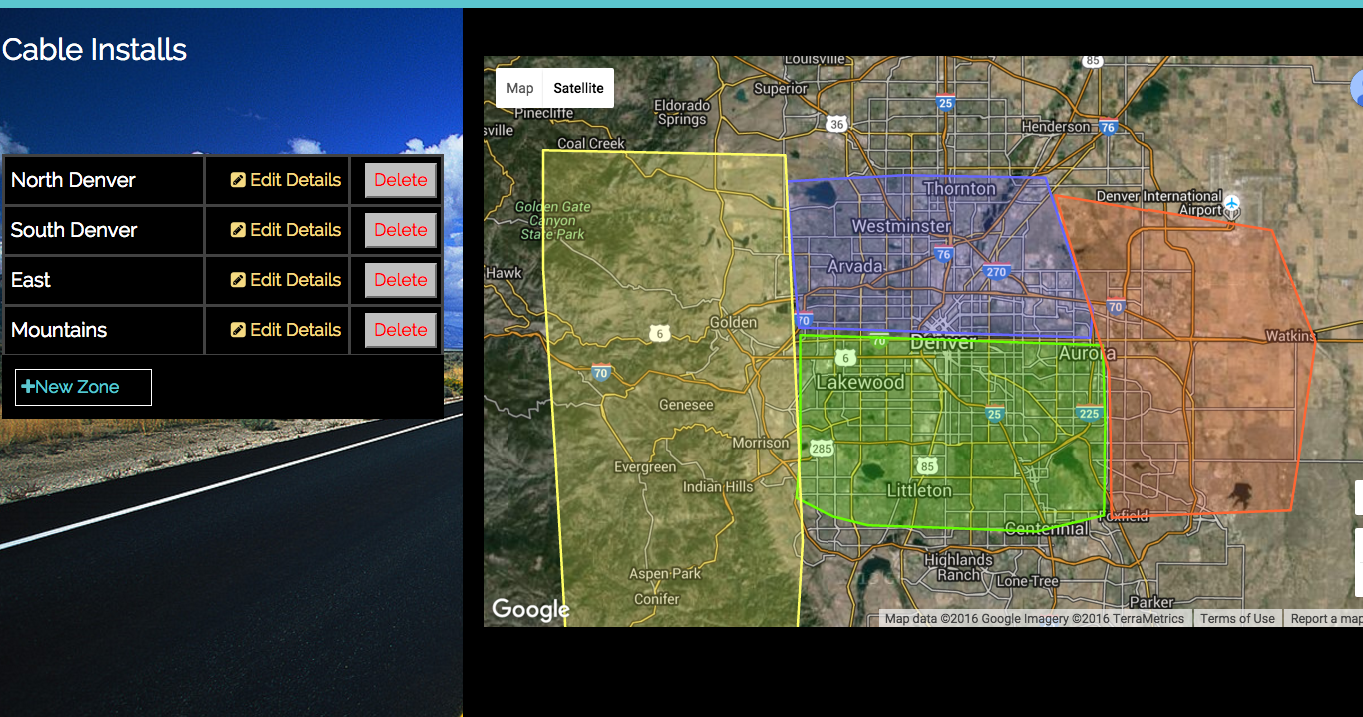 Cable Installs
North Denver Edit Details Delete
South Denver Edit Details Delete
East Edit Details Delete
Mountains Edit Details Delete
New Zone
Map Satellite
Louisville
85
Superior
Pinecliffe
Eldorado
Springs
25
36
sville
Henderson 76
Coal Creek
Thornton
Denver International
Airport
Golden Gate
Canyon
State Park
Westminster
76
Arvada
270
Hawk
70
Golden
70
6
Watkins
70
Denver
Aurora
6
70
Lakewood
Genesee
25
225
Morrison
285
Evergreen
85
Indian Hills
Littleton
Foxfield
Centennial
Highlands
Ranch
Lone Tree
Aspen Park
Conifer
Parker
Google
Map data ©2016 Google Imagery ©2016 TerraMetrics Terms of Use Report a map